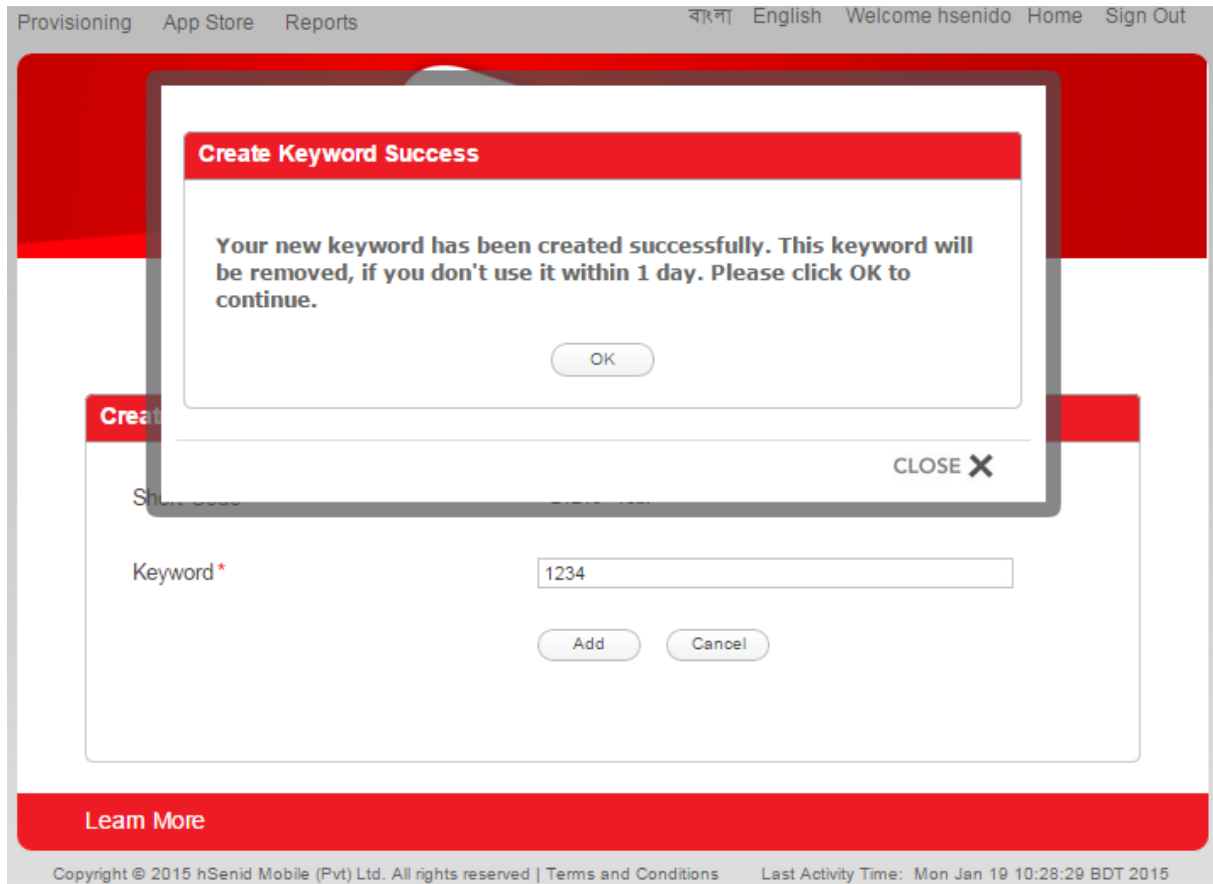 Provisioning App Store Reports বাংলা English Welcome hsenido Home Sign Out
Create Keyword Success
Your new keyword has been created successfully. This keyword will
be removed, if you don't use it within 1 day. Please click OK to
continue.
OK
CLOSE
Keyword *
1234
Add Cancel
Learn More
Copyright © 2015 hSenid Mobile (Pvt) Ltd. All rights reserved | Terms and Conditions Last Activity Time: Mon Jan 19 10:28:29 BDT 2015